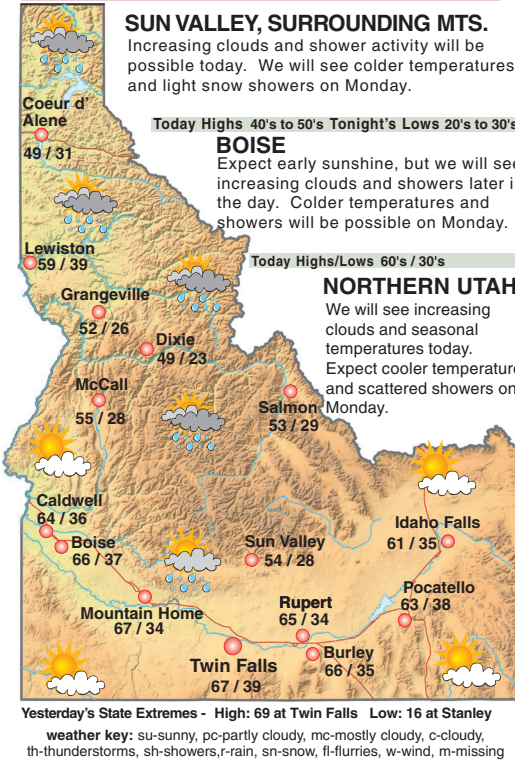 SUN VALLEY, SURROUNDING MTS.
Increasing clouds and shower activity will be
possible today. We will see colder temperatures
and light snow showers on Monday.
Today Highs 40's to 50's Tonight's Lows 20's to 30's
BOISE
Expect early sunshine, but we will see
increasing clouds and showers later i
the day. Colder temperatures and
showers will be possible on Monday.
Today Highs/Lows 60's / 30's
NORTHERN UTAH
We will see increasing
clouds and seasonal
temperatures today.
Expect cooler temperature
and scattered showers on
Monday.
Coeur d'
Alene
49 / 31
Lewiston
59 / 39
Grangeville
52 / 26
Dixie
49 / 23
McCall
55 / 28
Salmon
53 / 29
Caldwell
64 / 36
Boise
66 / 37
Sun Valley
54 / 28
Idaho Falls
61 / 35
Mountain Home
67 / 34
Rupert
65 / 34
Pocatello
63 / 38
Twin Falls
67 / 39
Burley
66 / 35
Yesterday's State Extremes - High: 69 at Twin Falls Low: 16 at Stanley
weather key: su-sunny, pc-partly cloudy, mc-mostly cloudy, c-cloudy,
th-thunderstorms, sh-showers,r-rain, sn-snow, fl-flurries, w-wind, m-missing